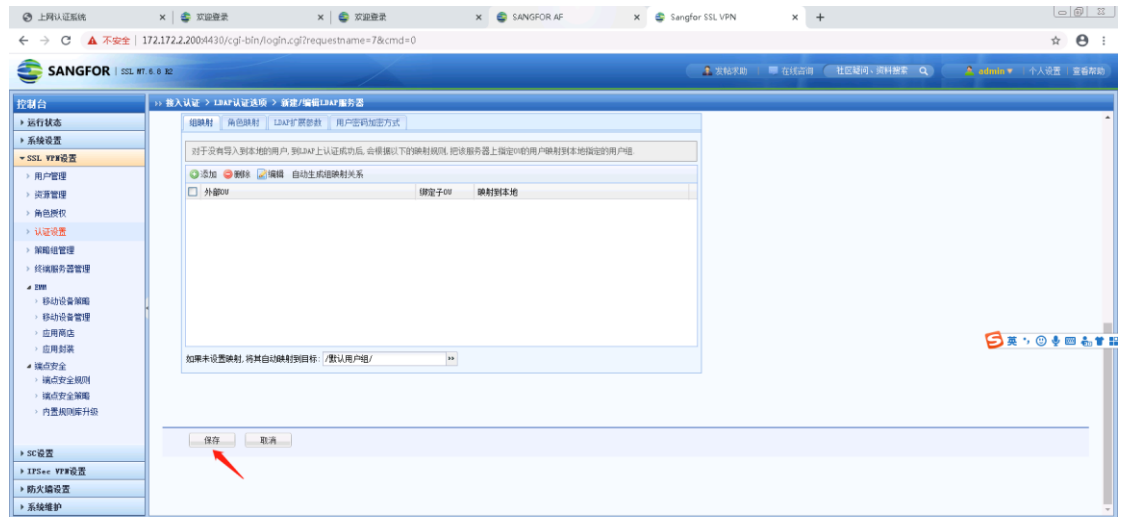 上网认证系统
欢迎登录
欢迎登录
SANGFOR AF
Sangfor SSL VPN
不安全 | 172.172.2.200:4430/cgi-bin/login.cgi?requestname=7&cmd=0
SANGFOR | SSL M7.6.8 R2
发帖求助
在线咨询
社区疑问、资料搜索
admin
个人设置
查看帮助
控制台
>> 接入认证 > LDAP认证选项 > 新建/编辑LDAP服务器
运行状态
系统设置
SSL VPN设置
用户管理
资源管理
角色授权
认证设置
策略组管理
终端服务器管理
EMM
移动设备策略
移动设备管理
应用商店
应用封装
端点安全
端点安全规则
端点安全策略
内置规则库升级
SC设置
IPSec VPN设置
防火墙设置
系统维护
组映射 角色映射 LDAP扩展参数 用户密码加密方式
对于没有导入到本地的用户, 到LDAP上认证成功后, 会根据以下的映射规则, 把该服务器上指定OU的用户映射到本地指定的用户组.
添加 删除 编辑 自动生成组映射关系
外部OU 绑定子OU 映射到本地
如果未设置映射, 将其自动映射到目标: /默认用户组/ »
保存 取消
英